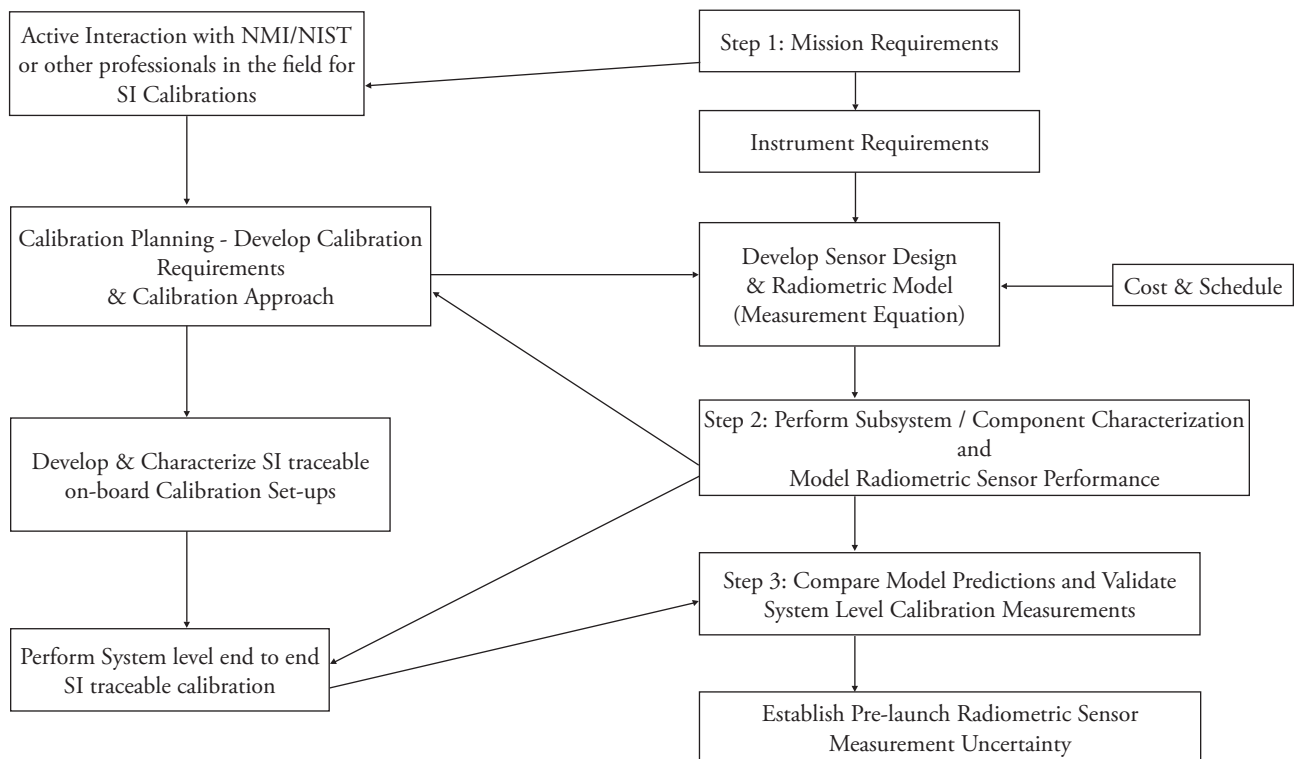 Active Interaction with NMI/NIST
or other professionals in the field for
SI Calibrations
Step 1: Mission Requirements
Instrument Requirements
Calibration Planning - Develop Calibration
Requirements
& Calibration Approach
Develop Sensor Design
& Radiometric Model
(Measurement Equation)
Cost & Schedule
Step 2: Perform Subsystem / Component Characterization
and
Model Radiometric Sensor Performance
Develop & Characterize SI traceable
on-board Calibration Set-ups
Step 3: Compare Model Predictions and Validate
System Level Calibration Measurements
Perform System level end to end
SI traceable calibration
Establish Pre-launch Radiometric Sensor
Measurement Uncertainty